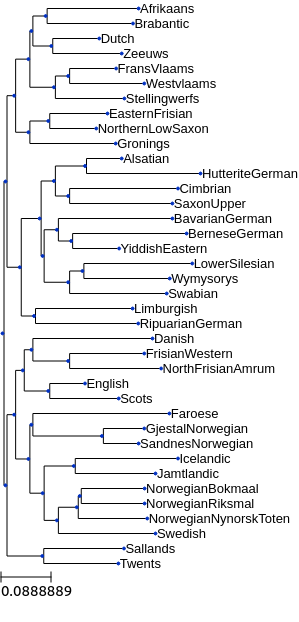 Afrikaans
Brabantic
Dutch
Zeeuws
FransVlaams
Westvlaams
Stellingwerfs
EasternFrisian
NorthernLowSaxon
Gronings
Alsatian
HutteriteGerman
Cimbrian
SaxonUpper
BavarianGerman
BerneseGerman
YiddishEastern
LowerSilesian
Wymysorys
Swabian
Limburgish
RipuarianGerman
Danish
FrisianWestern
NorthFrisianAmrum
English
Scots
Faroese
GjestalNorwegian
SandnesNorwegian
Icelandic
Jamtlandic
NorwegianBokmaal
NorwegianRiksmal
NorwegianNynorskToten
Swedish
Sallands
Twents
0.0888889